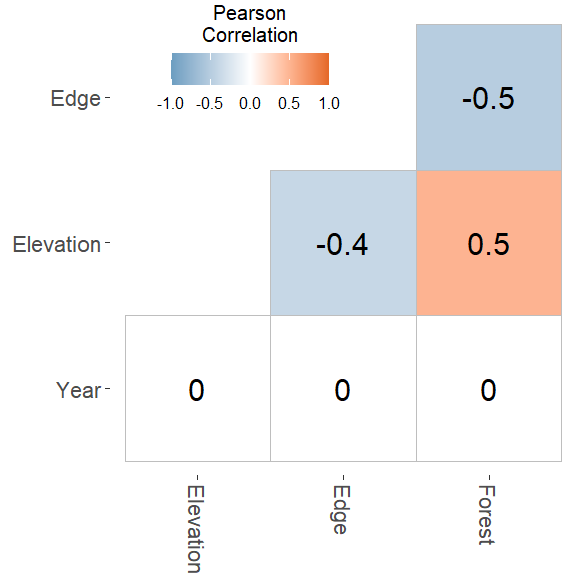 Pearson
Correlation
-1.0 -0.5 0.0 0.5 1.0
Edge -0.5
Elevation -0.4 0.5
Year 0 0 0
Elevation Edge Forest